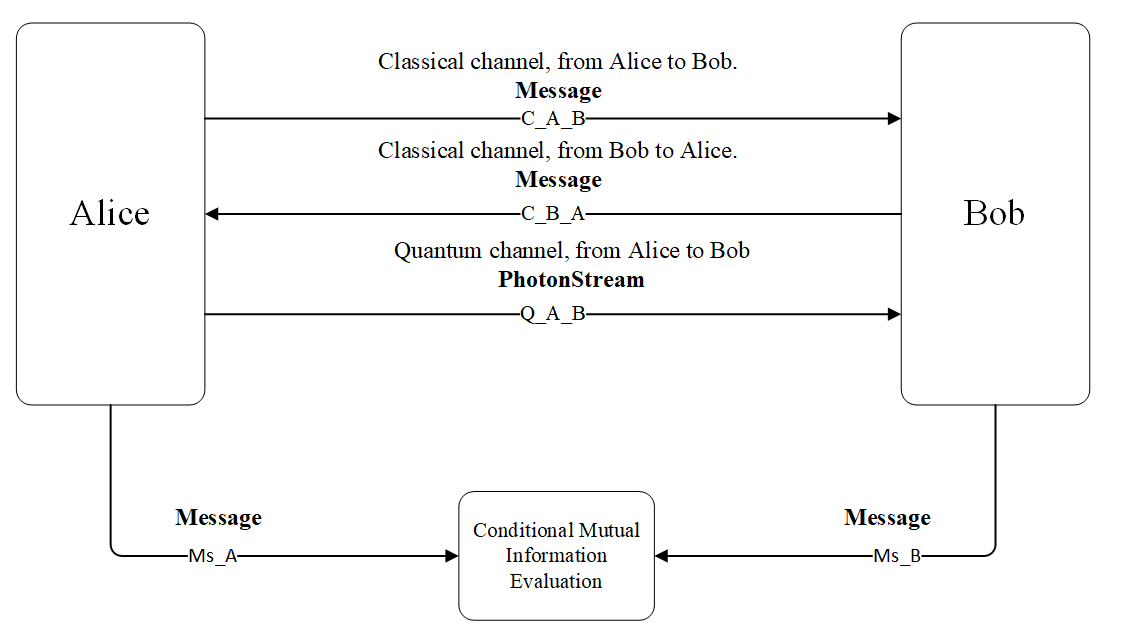 Classical channel, from Alice to Bob.
Message
C_A_B
Classical channel, from Bob to Alice.
Message
Alice
C_B_A
Bob
Quantum channel, from Alice to Bob
PhotonStream
Q_A_B
Message
Message
Conditional Mutual
Information
Evaluation
Ms_A
Ms_B